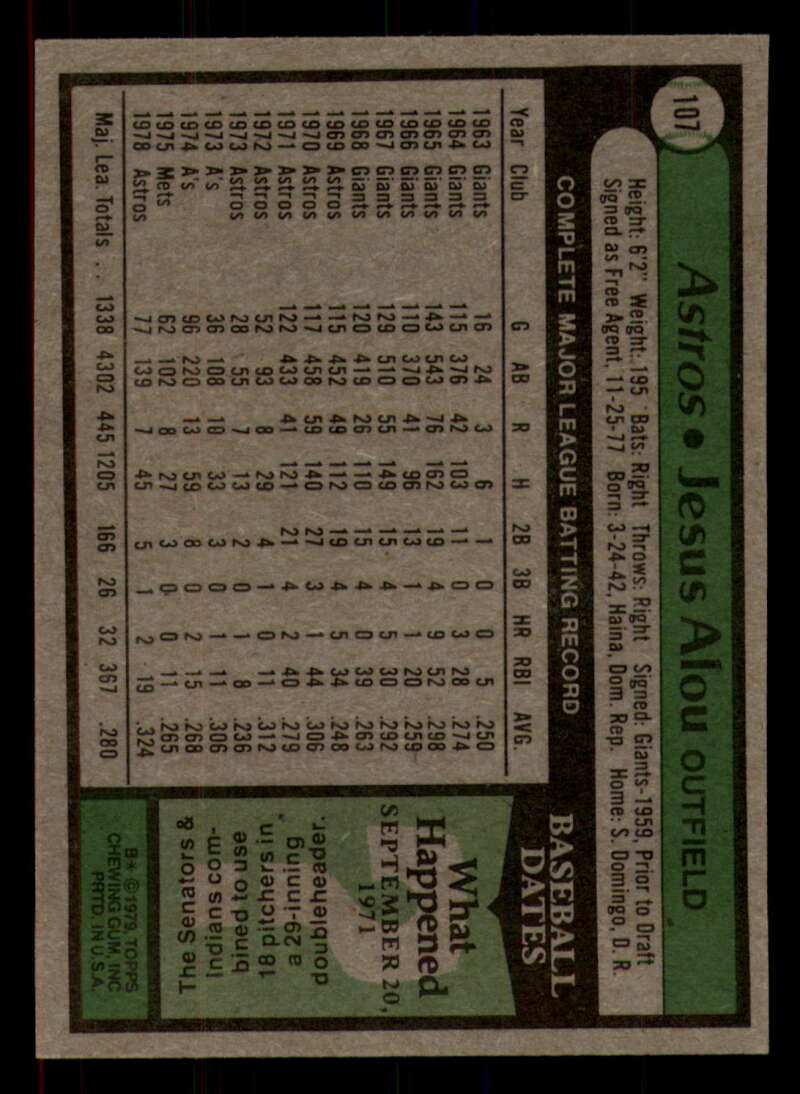 107
Astros • Jesus Alou OUTFIELD
Height: 6'2" Weight: 195 Bats: Right Throws: Right Signed: Giants-1959, Prior to Draft
Signed as Free Agent, 11-25-77 Born: 3-24-42, Haina, Dom. Rep. Home: S. Domingo, D. R.
COMPLETE MAJOR LEAGUE BATTING RECORD
Year Club G AB R H 2B 3B HR RBI AVG.
1963 Giants 16 24 3 6 1 0 0 5 .250
1964 Giants 115 376 42 103 11 0 3 28 .274
1965 Giants 143 543 76 162 19 4 9 52 .298
1966 Giants 110 370 41 96 13 1 1 20 .259
1967 Giants 129 510 55 149 15 4 5 30 .292
1968 Giants 120 419 26 110 15 4 0 39 .263
1969 Astros 115 452 49 112 19 4 5 34 .248
1970 Astros 117 458 59 140 27 3 1 44 .306
1971 Astros 122 433 41 121 21 4 2 40 .279
1972 Astros 52 93 8 29 4 1 0 11 .312
1973 Astros 28 55 7 13 2 0 1 8 .236
1973 A's 36 108 10 33 3 0 1 11 .306
1974 A's 96 220 13 59 8 0 2 15 .268
1975 Mets 62 102 8 27 3 0 0 11 .265
1978 Astros 77 139 7 45 5 1 2 19 .324
Maj. Lea. Totals .. 1338 4302 445 1205 166 26 32 367 .280
BASEBALL
DATES
What
Happened
SEPTEMBER 20,
1971
The Senators &
Indians com-
bined to use
18 pitchers in
a 29-inning
doubleheader.
B* © 1979, TOPPS
CHEWING GUM, INC
PRTD. IN U.S.A.